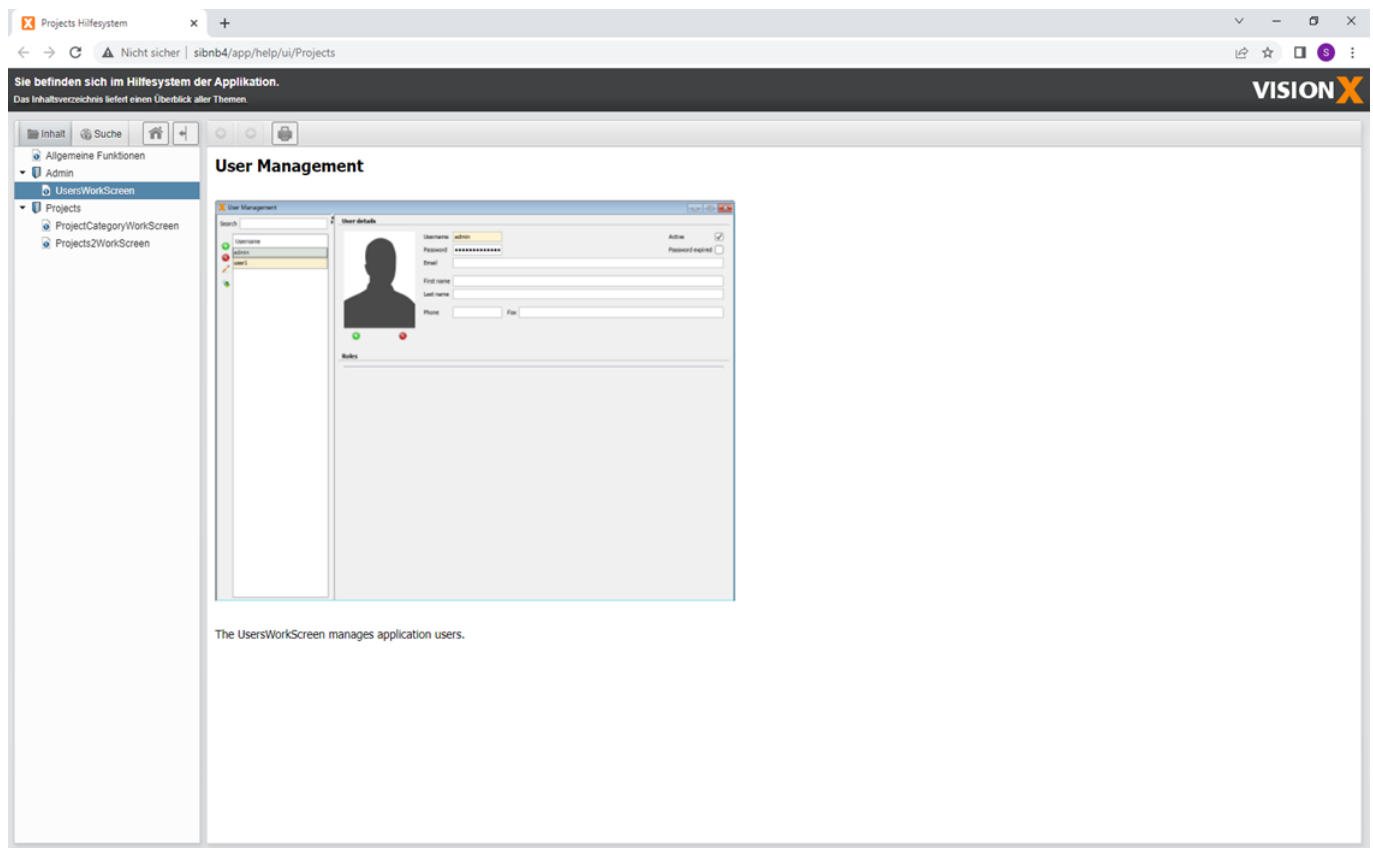 Projects Hilfesystem
Nicht sicher | sibnb4/app/help/ui/Projects
S
Sie befinden sich im Hilfesystem der Applikation.
Das Inhaltsverzeichnis liefert einen Überblick aller Themen.
VISIONX
Inhalt Suche
Allgemeine Funktionen
Admin
UsersWorkScreen
Projects
ProjectCategoryWorkScreen
Projects2WorkScreen
User Management
User Management
Search
Username
admin
user1
User details
Username admin Active
Password ************* Password expired
Email
First name
Last name
Phone Fax
Roles
The UsersWorkScreen manages application users.